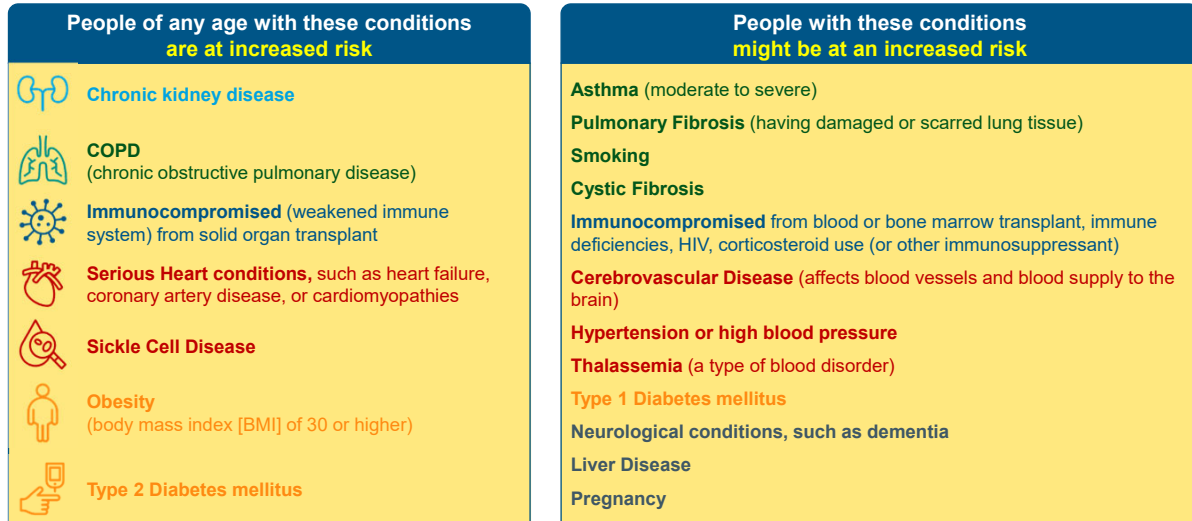 People of any age with these conditions
are at increased risk
Chronic kidney disease
COPD
(chronic obstructive pulmonary disease)
Immunocompromised (weakened immune
system) from solid organ transplant
Serious Heart conditions, such as heart failure,
coronary artery disease, or cardiomyopathies
Sickle Cell Disease
Obesity
(body mass index [BMI] of 30 or higher)
Type 2 Diabetes mellitus
People with these conditions
might be at an increased risk
Asthma (moderate to severe)
Pulmonary Fibrosis (having damaged or scarred lung tissue)
Smoking
Cystic Fibrosis
Immunocompromised from blood or bone marrow transplant, immune
deficiencies, HIV, corticosteroid use (or other immunosuppressant)
Cerebrovascular Disease (affects blood vessels and blood supply to the
brain)
Hypertension or high blood pressure
Thalassemia (a type of blood disorder)
Type 1 Diabetes mellitus
Neurological conditions, such as dementia
Liver Disease
Pregnancy